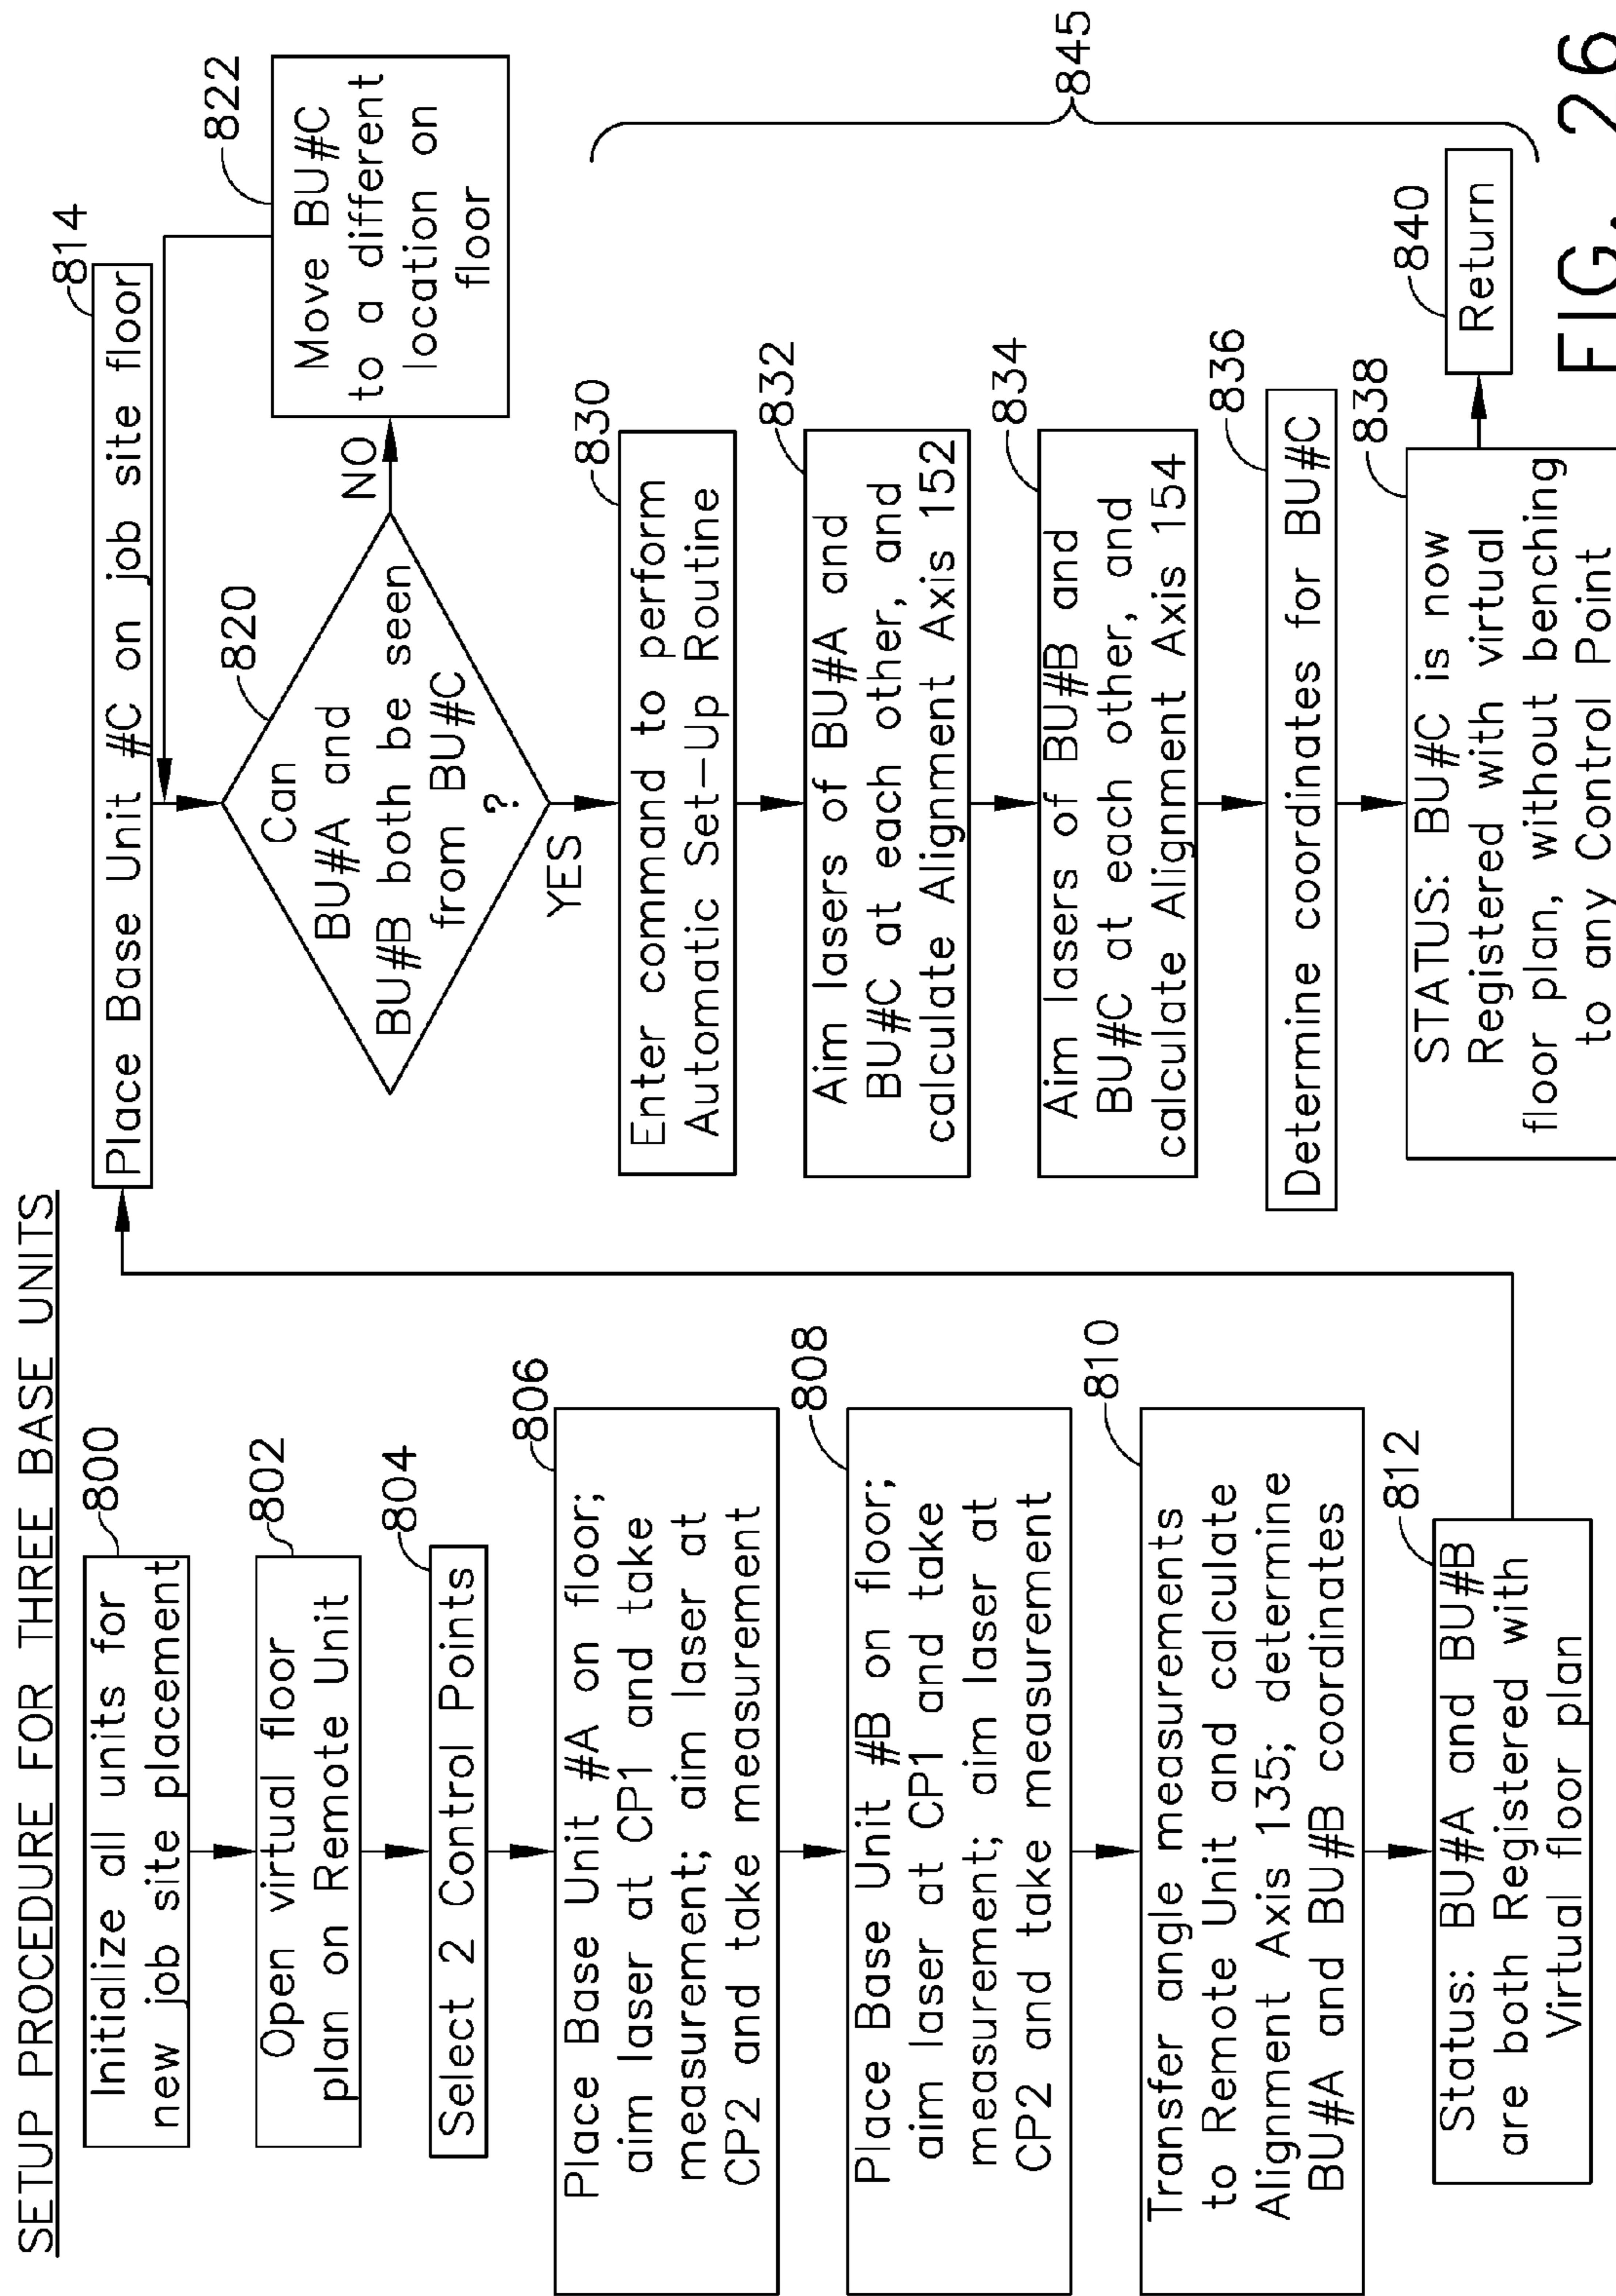 SETUP PROCEDURE FOR THREE BASE UNITS
800
Initialize all units for
new job site placement
802
Open virtual floor
plan on Remote Unit
804
Select 2 Control Points
806
Place Base Unit #A on floor;
aim laser at CP1 and take
measurement; aim laser at
CP2 and take measurement
808
Place Base Unit #B on floor;
aim laser at CP1 and take
measurement; aim laser at
CP2 and take measurement
810
Transfer angle measurements
to Remote Unit and calculate
Alignment Axis 135; determine
BU#A and BU#B coordinates
812
Status: BU#A and BU#B
are both Registered with
Virtual floor plan
814
Place Base Unit #C on job site floor
820
Can
BU#A and
BU#B both be seen
from BU#C
?
NO
YES
822
Move BU#C
to a different
location on
floor
830
Enter command to perform
Automatic Set-Up Routine
832
Aim lasers of BU#A and
BU#C at each other, and
calculate Alignment Axis 152
834
Aim lasers of BU#B and
BU#C at each other, and
calculate Alignment Axis 154
836
Determine coordinates for BU#C
838
STATUS: BU#C is now
Registered with virtual
floor plan, without benching
to any Control Point
840
Return
845
FIG. 26